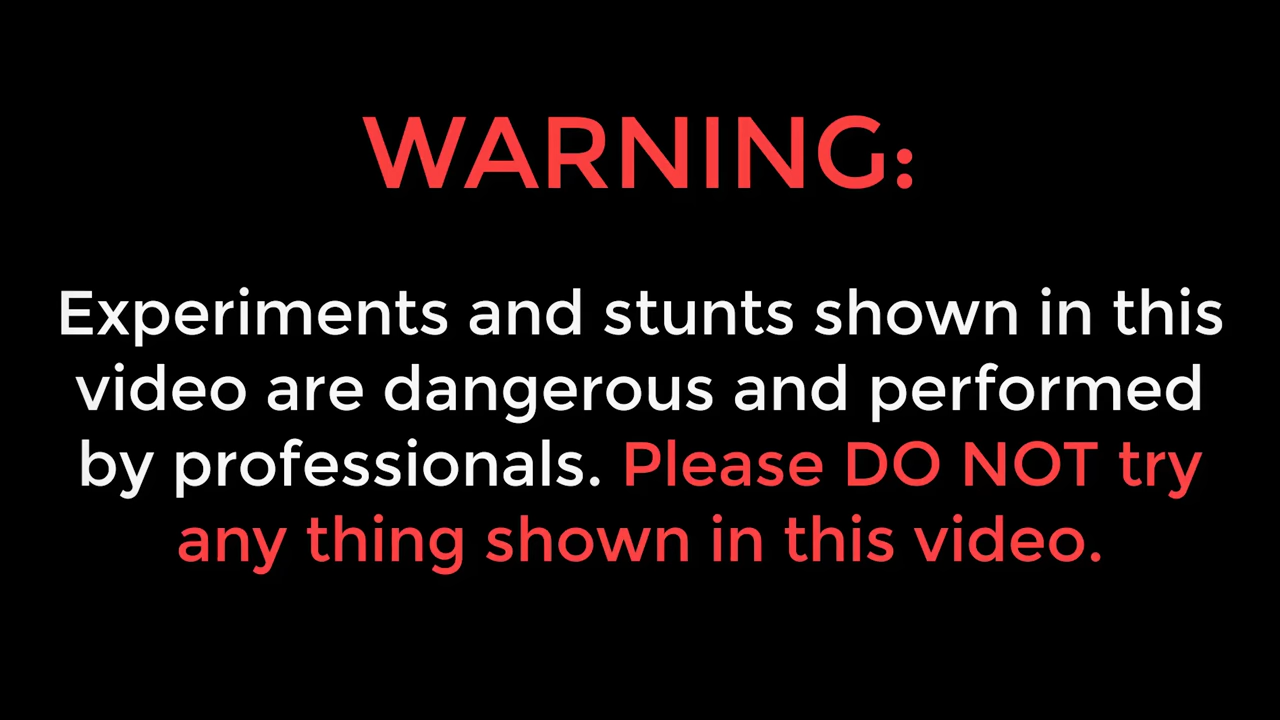 WARNING:
Experiments and stunts shown in this
video are dangerous and performed
by professionals. Please DO NOT try
any thing shown in this video.